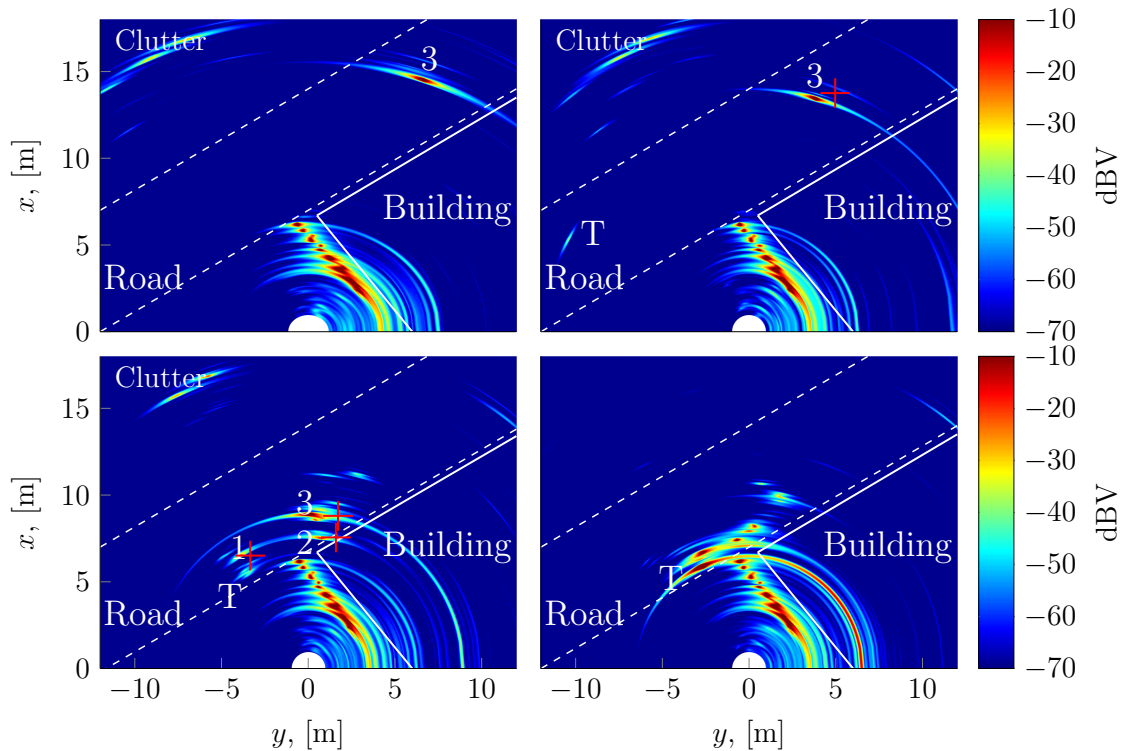 Clutter
3
Building
Road
15
10
5
0
x, [m]
Clutter
3
T
Building
Road
−10
−20
−30
−40
−50
−60
−70
dBV
Clutter
3
2
1
T
Building
Road
15
10
5
0
x, [m]
−10
−5
0
5
10
y, [m]
T
Building
Road
−10
−5
0
5
10
y, [m]
−10
−20
−30
−40
−50
−60
−70
dBV